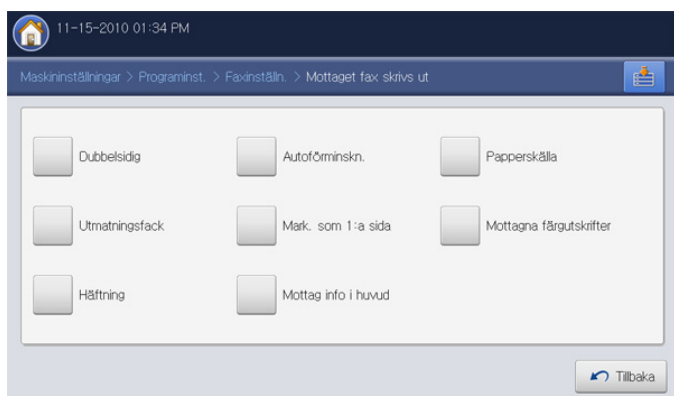 11-15-2010 01:34 PM
Maskininställningar > Programinst. > Faxinställn. > Mottaget fax skrivs ut
Dubbelsidig Autoförminskn. Papperskälla
Utmatningsfack Mark. som 1:a sida Mottagna färgutskrifter
Häftning Mottag info i huvud
Tillbaka